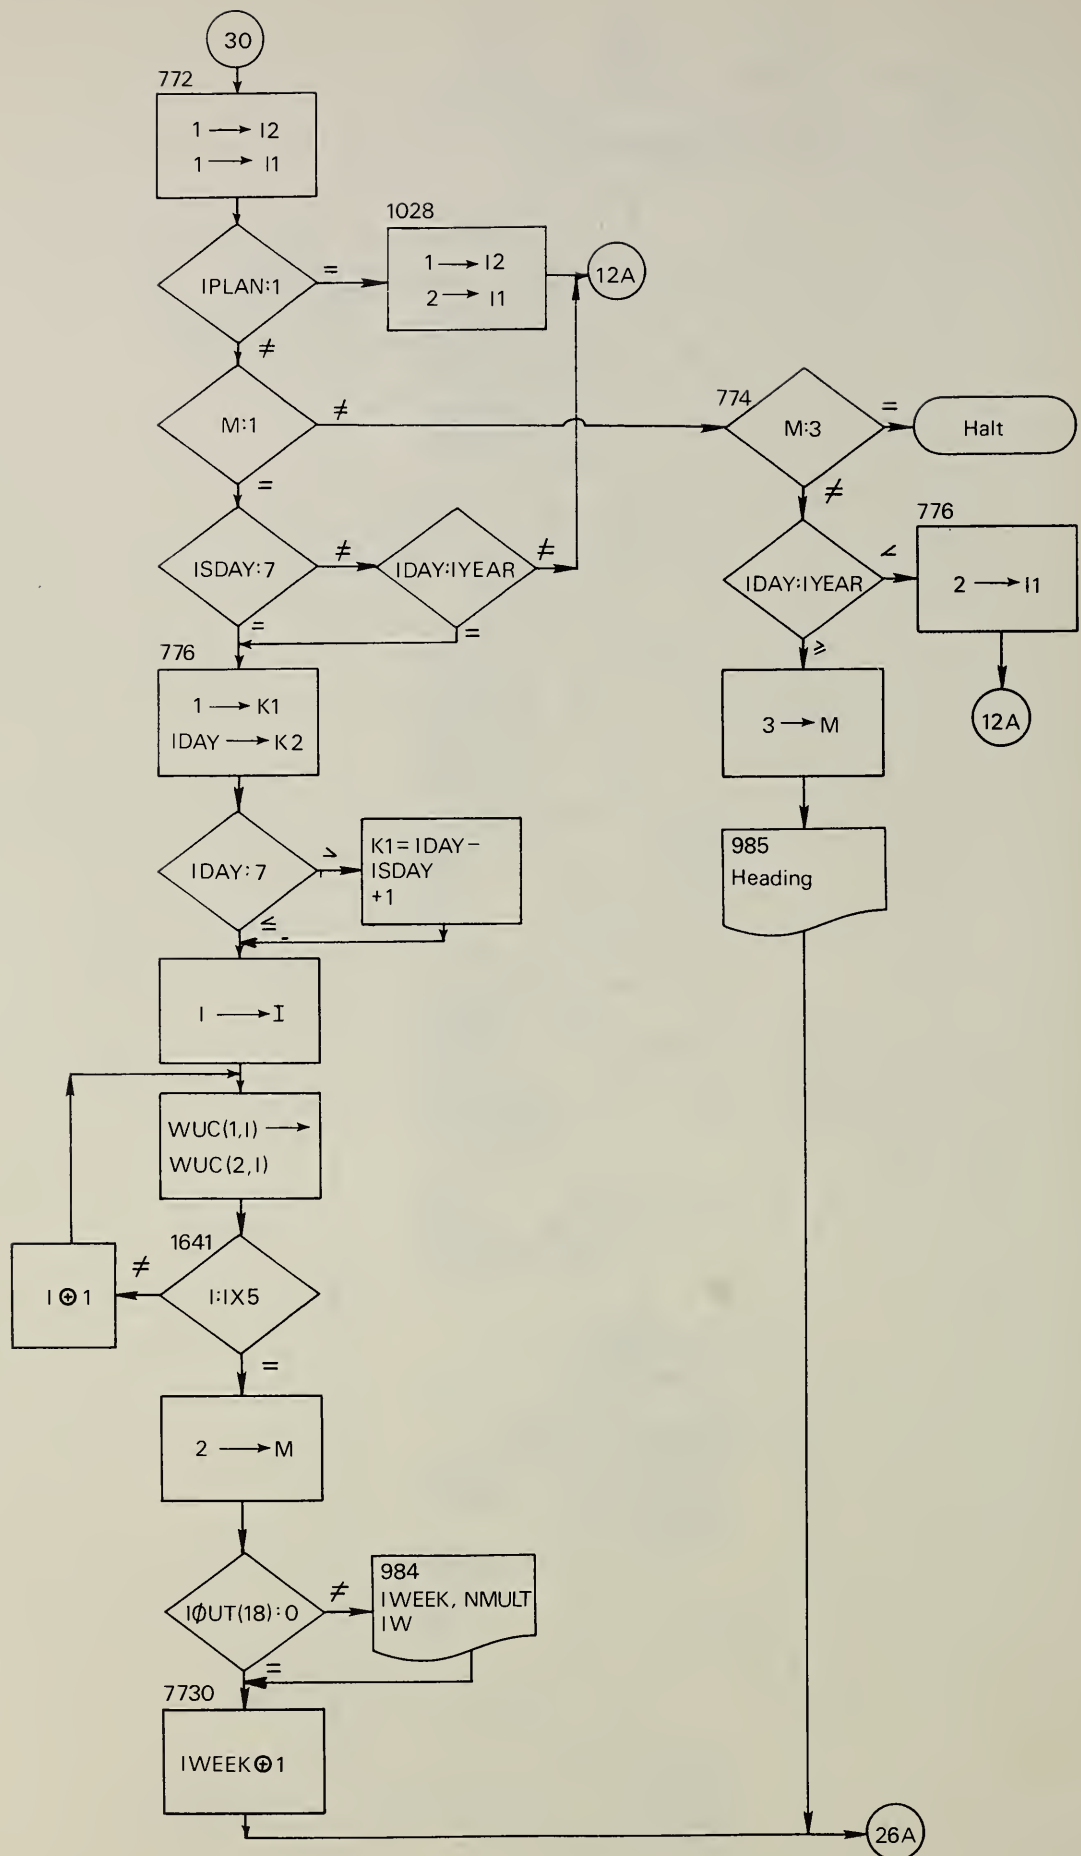 30
772
1 → I2
1 → I1
IPLAN:1
=
≠
1028
1 → I2
2 → I1
12A
M:1
≠
=
774
M:3
=
≠
Halt
ISDAY:7
≠
=
IDAY:IYEAR
≠
=
IDAY:IYEAR
<
≥
776
2 → I1
12A
776
1 → K1
IDAY → K2
3 → M
IDAY:7
>
≤
K1=IDAY–
ISDAY
+1
985
Heading
I → I
WUC(1,I) →
WUC(2,I)
1641
I:IX5
≠
=
I ⊕ 1
2 → M
IØUT(18):0
≠
=
984
IWEEK, NMULT
IW
7730
IWEEK ⊕ 1
26A